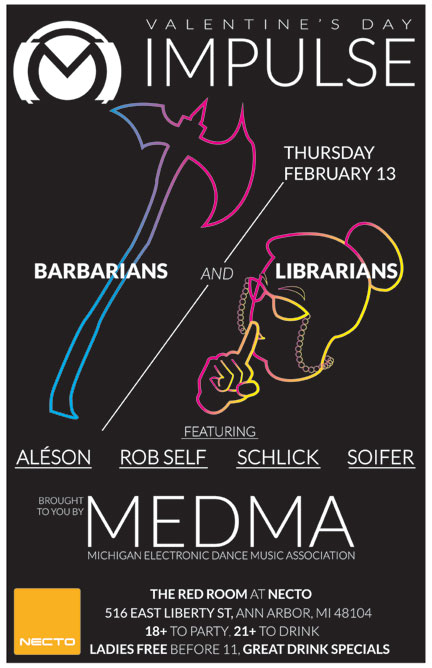 VALENTINE'S DAY
IMPULSE
THURSDAY
FEBRUARY 13
BARBARIANS AND LIBRARIANS
FEATURING
ALÉSON ROB SELF SCHLICK SOIFER
BROUGHT
TO YOU BY
MEDMA
MICHIGAN ELECTRONIC DANCE MUSIC ASSOCIATION
THE RED ROOM AT NECTO
516 EAST LIBERTY ST, ANN ARBOR, MI 48104
18+ TO PARTY, 21+ TO DRINK
LADIES FREE BEFORE 11, GREAT DRINK SPECIALS
NECTO